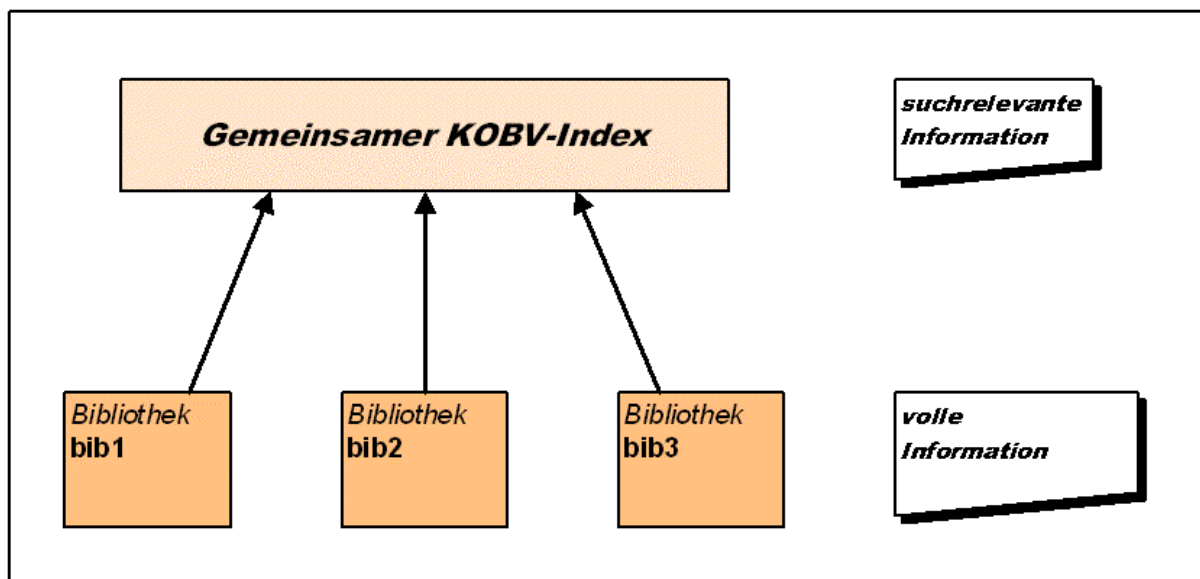 Gemeinsamer KOBV-Index
suchrelevante
Information
Bibliothek
bib1
Bibliothek
bib2
Bibliothek
bib3
volle
Information